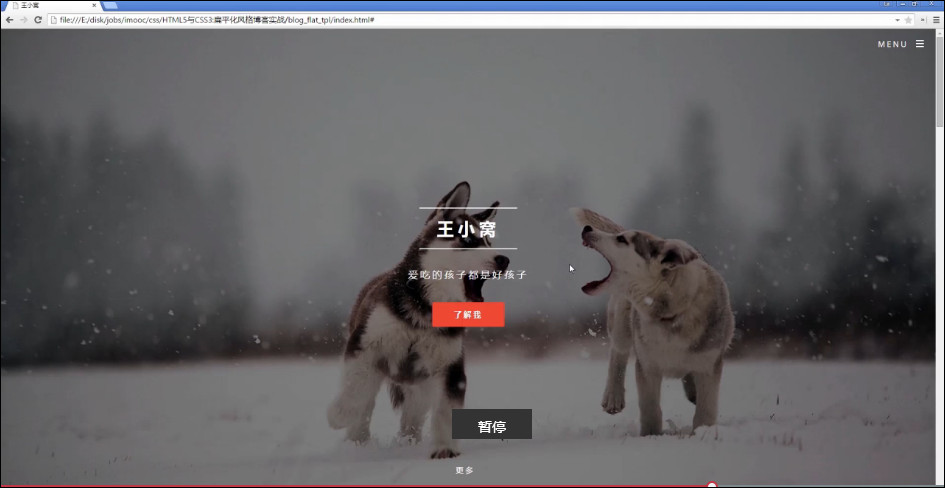 王小窝
file:///E:/disk/jobs/imooc/css/HTML5与CSS3:扁平化风格博客实战/blog_flat_tpl/index.html#
MENU
王小窝
爱吃的孩子都是好孩子
了解我
暂停
更多